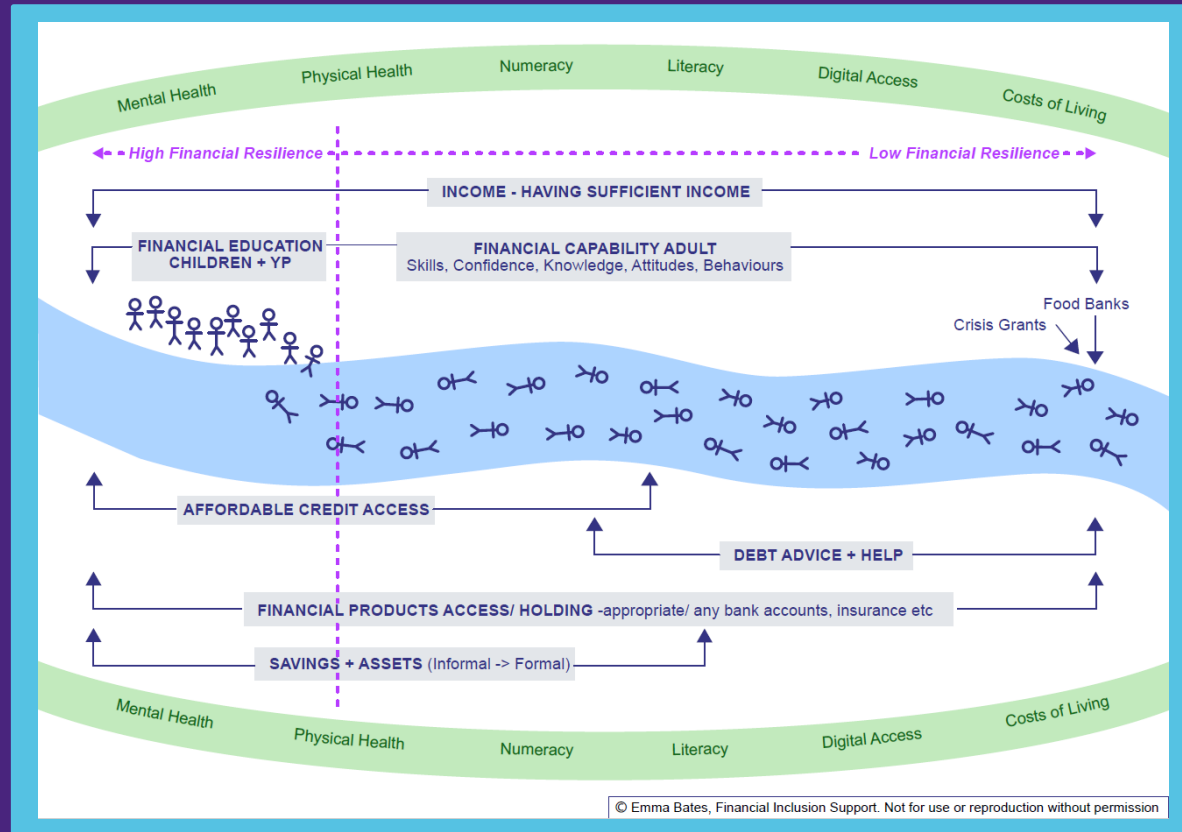 Mental Health
Physical Health
Numeracy
Literacy
Digital Access
Costs of Living
High Financial Resilience
Low Financial Resilience
INCOME - HAVING SUFFICIENT INCOME
FINANCIAL EDUCATION
CHILDREN + YP
FINANCIAL CAPABILITY ADULT
Skills, Confidence, Knowledge, Attitudes, Behaviours
Food Banks
Crisis Grants
AFFORDABLE CREDIT ACCESS
DEBT ADVICE + HELP
FINANCIAL PRODUCTS ACCESS/ HOLDING -appropriate/ any bank accounts, insurance etc
SAVINGS + ASSETS (Informal -> Formal)
Mental Health
Physical Health
Numeracy
Literacy
Digital Access
Costs of Living
© Emma Bates, Financial Inclusion Support. Not for use or reproduction without permission